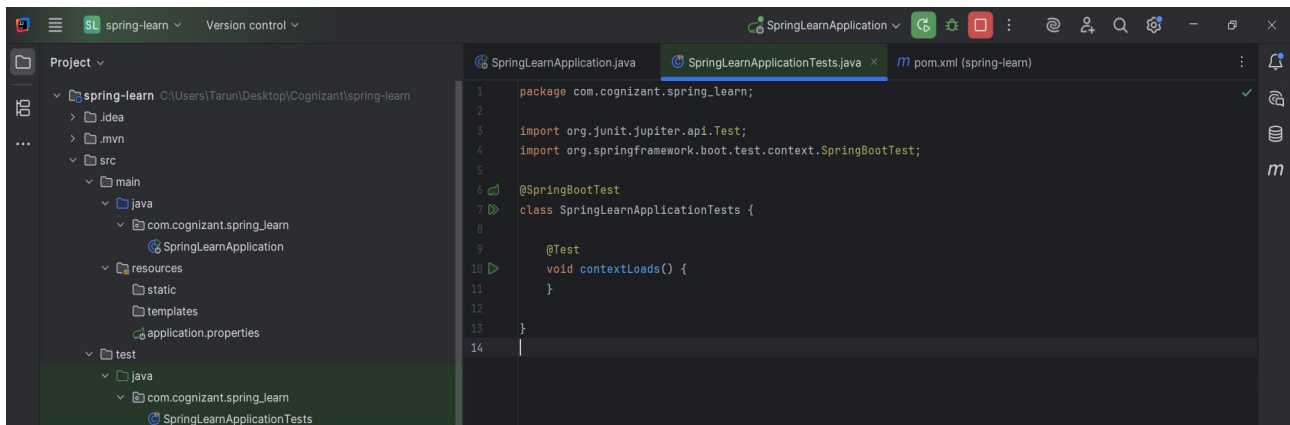 SL spring-learn Version control SpringLearnApplication
Project
spring-learn C:\Users\Tarun\Desktop\Cognizant\spring-learn
.idea
.mvn
src
main
java
com.cognizant.spring_learn
SpringLearnApplication
resources
static
templates
application.properties
test
java
com.cognizant.spring_learn
SpringLearnApplicationTests
SpringLearnApplication.java SpringLearnApplicationTests.java m pom.xml (spring-learn)
1 package com.cognizant.spring_learn;
2
3 import org.junit.jupiter.api.Test;
4 import org.springframework.boot.test.context.SpringBootTest;
5
6 @SpringBootTest
7 class SpringLearnApplicationTests {
8
9 @Test
10 void contextLoads() {
11 }
12
13 }
14
m